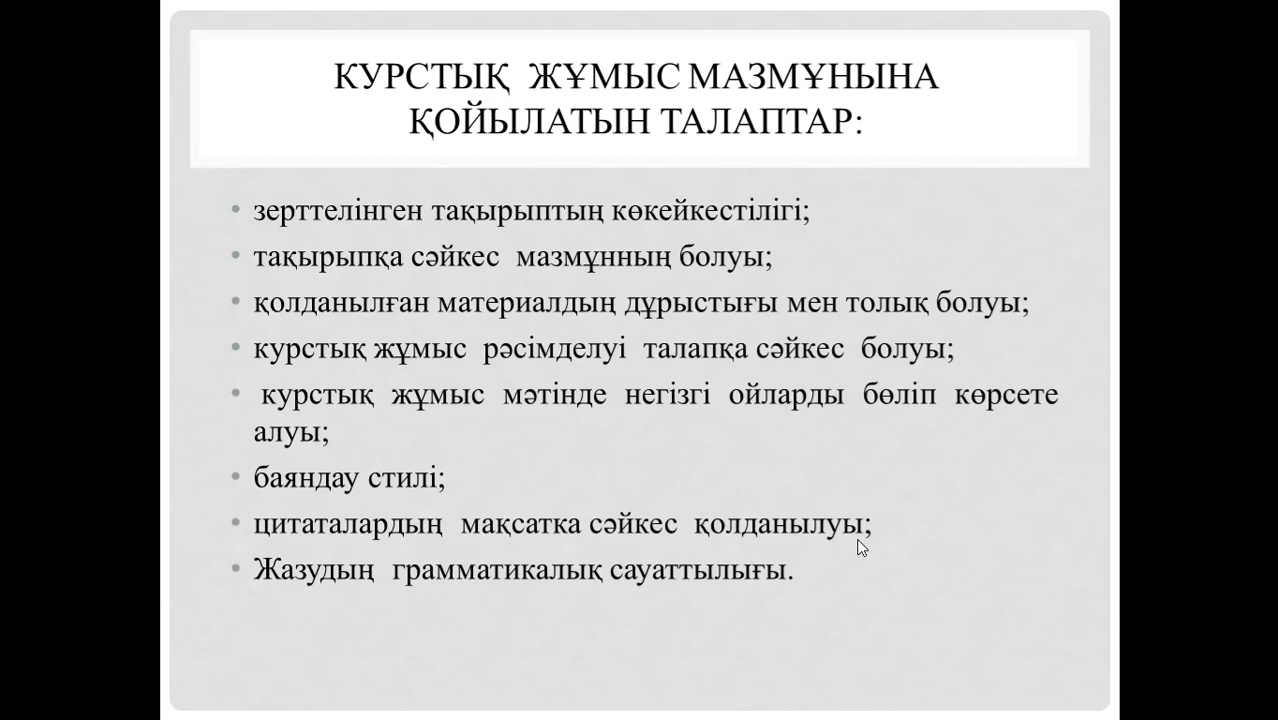 КУРСТЫҚ ЖҰМЫС МАЗМҰНЫНА
ҚОЙЫЛАТЫН ТАЛАПТАР:
• зерттелінген тақырыптың көкейкестілігі;
• тақырыпқа сәйкес мазмұнның болуы;
• қолданылған материалдың дұрыстығы мен толық болуы;
• курстық жұмыс рәсімделуі талапқа сәйкес болуы;
• курстық жұмыс мәтінде негізгі ойларды бөліп көрсете
алуы;
• баяндау стилі;
• цитаталардың мақсатка сәйкес қолданылуы;
• Жазудың грамматикалық сауаттылығы.